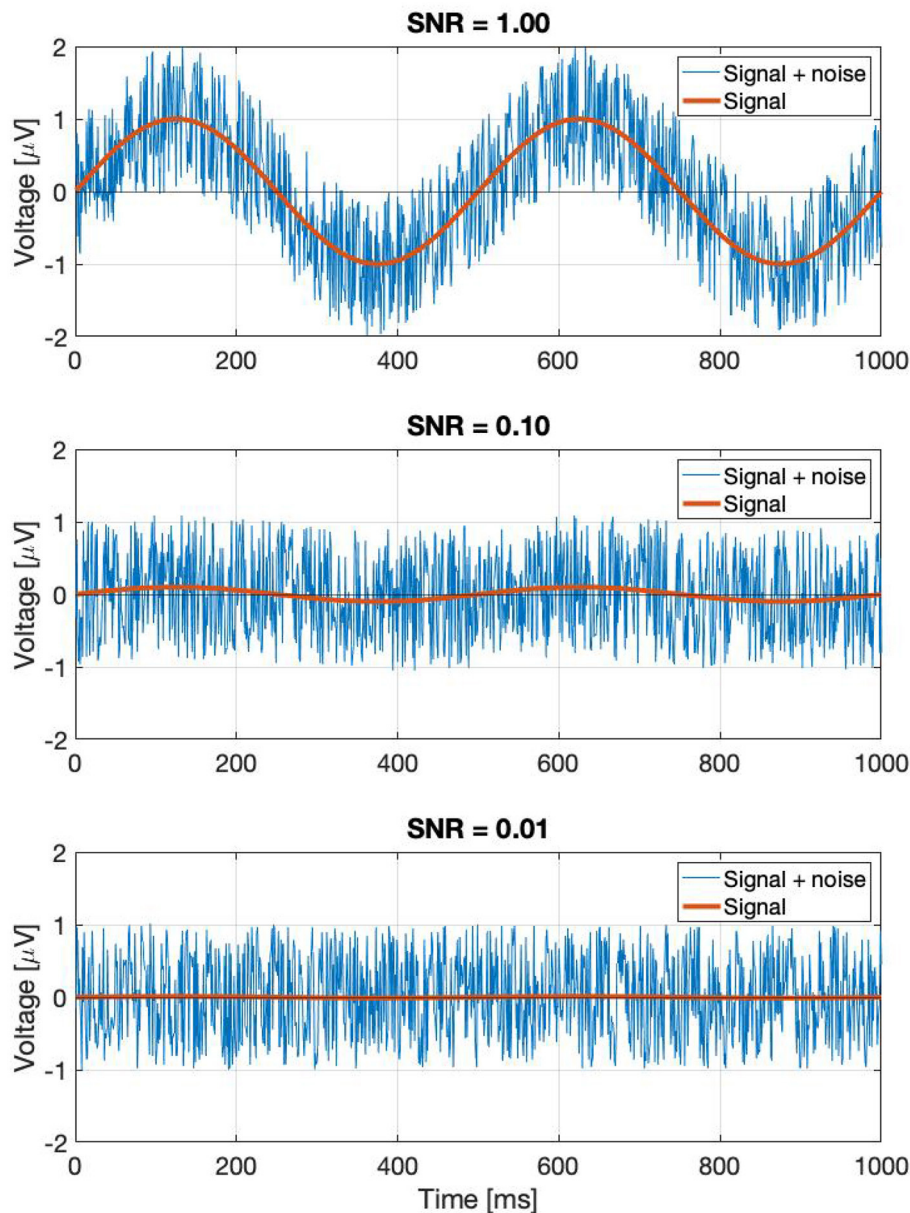 SNR = 1.00
2
1
0
-1
-2
Voltage [μV]
Signal + noise
Signal
0 200 400 600 800 1000
SNR = 0.10
2
1
0
-1
-2
Voltage [μV]
Signal + noise
Signal
0 200 400 600 800 1000
SNR = 0.01
2
1
0
-1
-2
Voltage [μV]
Signal + noise
Signal
0 200 400 600 800 1000
Time [ms]